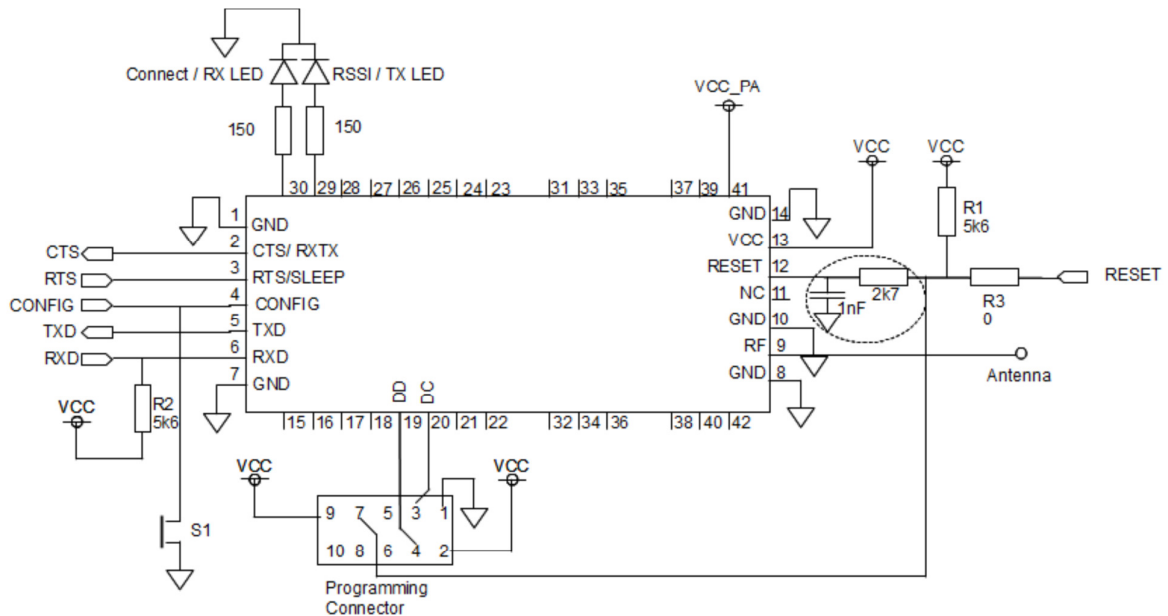 Connect / RX LED
RSSI / TX LED
150
150
VCC_PA
VCC
VCC
30 29 28 27 26 25 24 23 31 33 35 37 39 41
1 GND
CTS 2 CTS/ RXTX
RTS 3 RTS/SLEEP
CONFIG 4 CONFIG
TXD 5 TXD
RXD 6 RXD
7 GND
GND 14
VCC 13
RESET 12
NC 11
GND 10
RF 9
GND 8
R1
5k6
2k7
1nF
R3
0
RESET
Antenna
VCC
R2
5k6
DD DC
15 16 17 18 19 20 21 22 32 34 36 38 40 42
VCC
VCC
9 7 5 3 1
10 8 6 4 2
S1
Programming
Connector